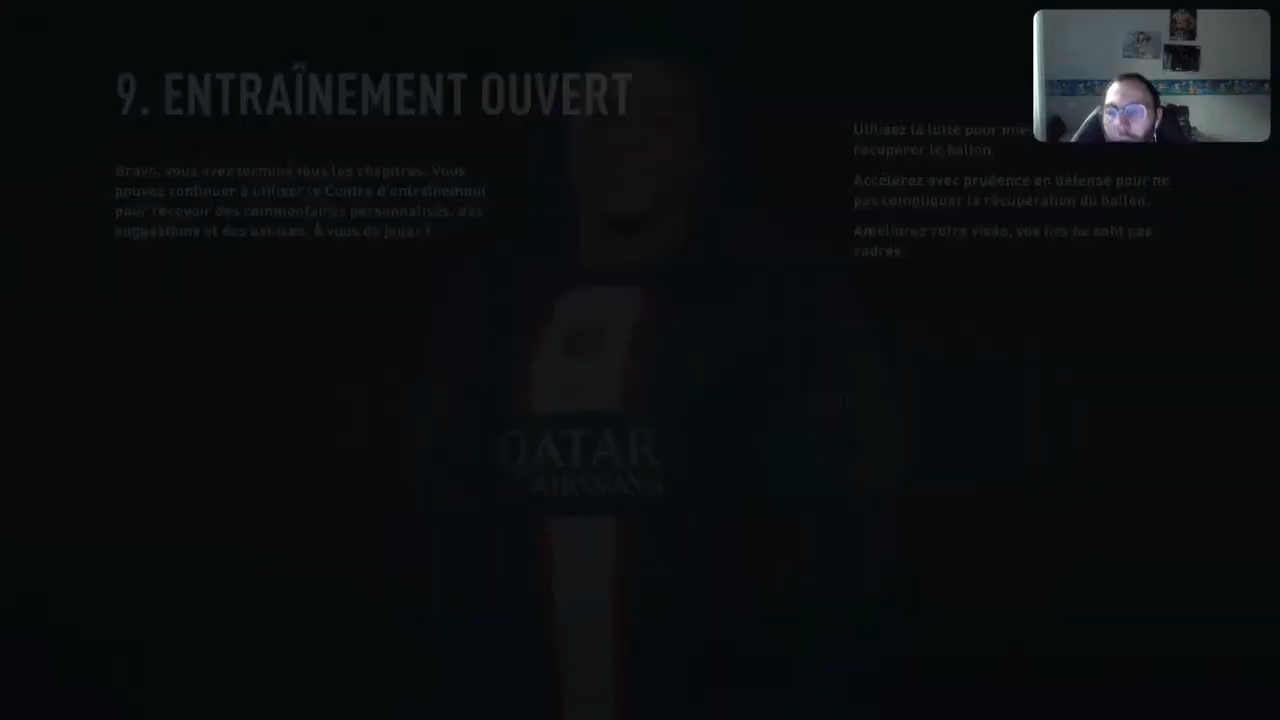 9. ENTRAÎNEMENT OUVERT
Bravo, vous avez terminé tous les chapitres. Vous
pouvez continuer à utiliser le Centre d'entraînement
pour recevoir des commentaires personnalisés, des
suggestions et des astuces. À vous de jouer !
Utilisez la lutte pour
récupérer le ballon.
Accélérez avec prudence en défense pour ne
pas compliquer la récupération du ballon.
Améliorez votre visée, vos tirs ne sont pas
cadrés.
QATAR
AIRWAYS